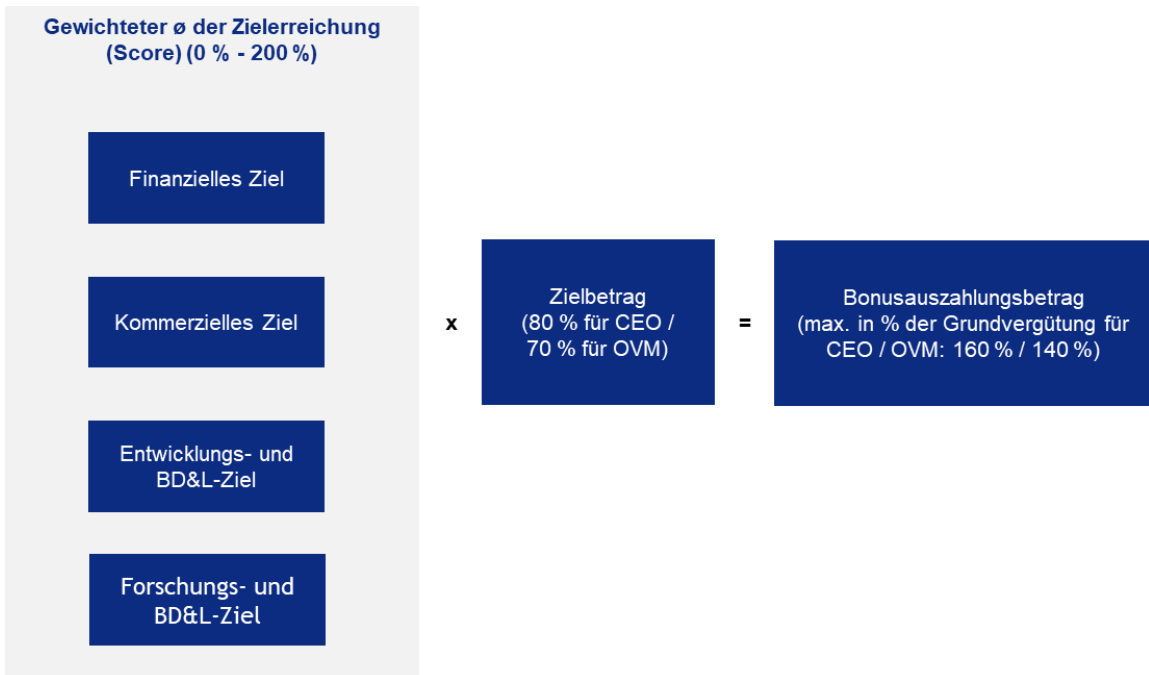 Gewichteter ø der Zielerreichung
(Score) (0 % - 200 %)
Finanzielles Ziel
Kommerzielles Ziel
Entwicklungs- und
BD&L-Ziel
Forschungs- und
BD&L-Ziel
x
Zielbetrag
(80 % für CEO /
70 % für OVM)
=
Bonusauszahlungsbetrag
(max. in % der Grundvergütung für
CEO / OVM: 160 % / 140 %)